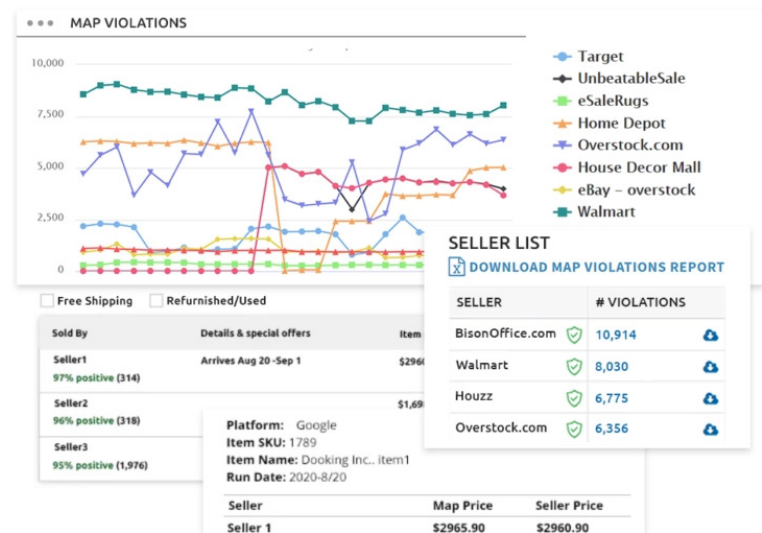 MAP VIOLATIONS
10,000
7,500
5,000
2,500
0
Target
UnbeatableSale
eSaleRugs
Home Depot
Overstock.com
House Decor Mall
eBay – overstock
Walmart
SELLER LIST
DOWNLOAD MAP VIOLATIONS REPORT
SELLER # VIOLATIONS
BisonOffice.com 10,914
Walmart 8,030
Houzz 6,775
Overstock.com 6,356
Free Shipping Refurnished/Used
Sold By Details & special offers Item
Seller1 Arrives Aug 20 -Sep 1 $2960
97% positive (314)
Seller2 $1,69
96% positive (318)
Seller3
95% positive (1,976)
Platform: Google
Item SKU: 1789
Item Name: Dooking Inc.. item1
Run Date: 2020-8/20
Seller Map Price Seller Price
Seller 1 $2965.90 $2960.90